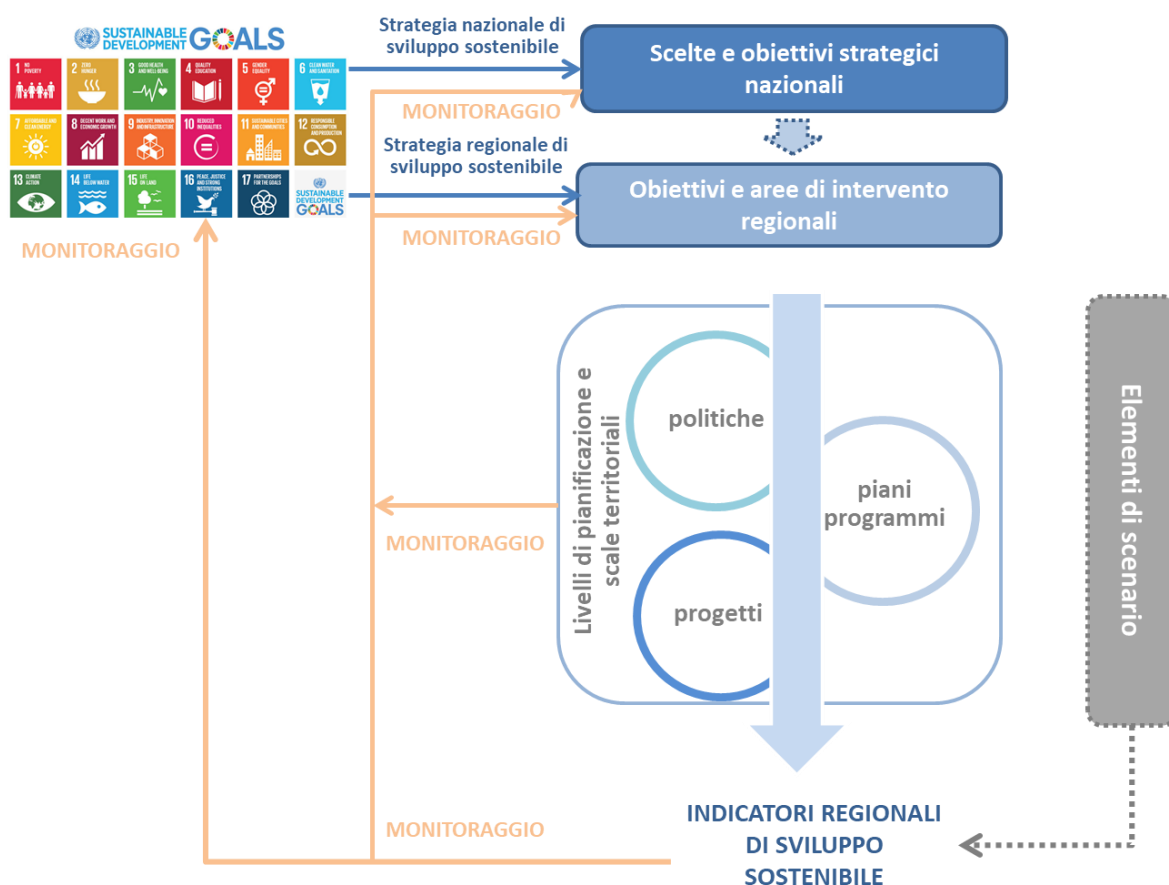 SUSTAINABLE
DEVELOPMENT GOALS
1 NO
POVERTY
2 ZERO
HUNGER
3 GOOD HEALTH
AND WELL-BEING
4 QUALITY
EDUCATION
5 GENDER
EQUALITY
6 CLEAN WATER
AND SANITATION
7 AFFORDABLE AND
CLEAN ENERGY
8 DECENT WORK AND
ECONOMIC GROWTH
9 INDUSTRY, INNOVATION
AND INFRASTRUCTURE
10 REDUCED
INEQUALITIES
11 SUSTAINABLE CITIES
AND COMMUNITIES
12 RESPONSIBLE
CONSUMPTION
AND PRODUCTION
13 CLIMATE
ACTION
14 LIFE
BELOW WATER
15 LIFE
ON LAND
16 PEACE, JUSTICE
AND STRONG
INSTITUTIONS
17 PARTNERSHIPS
FOR THE GOALS
SUSTAINABLE
DEVELOPMENT
GOALS
Strategia nazionale di
sviluppo sostenibile
Scelte e obiettivi strategici
nazionali
MONITORAGGIO
Strategia regionale di
sviluppo sostenibile
Obiettivi e aree di intervento
regionali
MONITORAGGIO
MONITORAGGIO
Livelli di pianificazione e
scale territoriali
politiche
piani
programmi
progetti
Elementi di scenario
MONITORAGGIO
MONITORAGGIO
INDICATORI REGIONALI
DI SVILUPPO
SOSTENIBILE